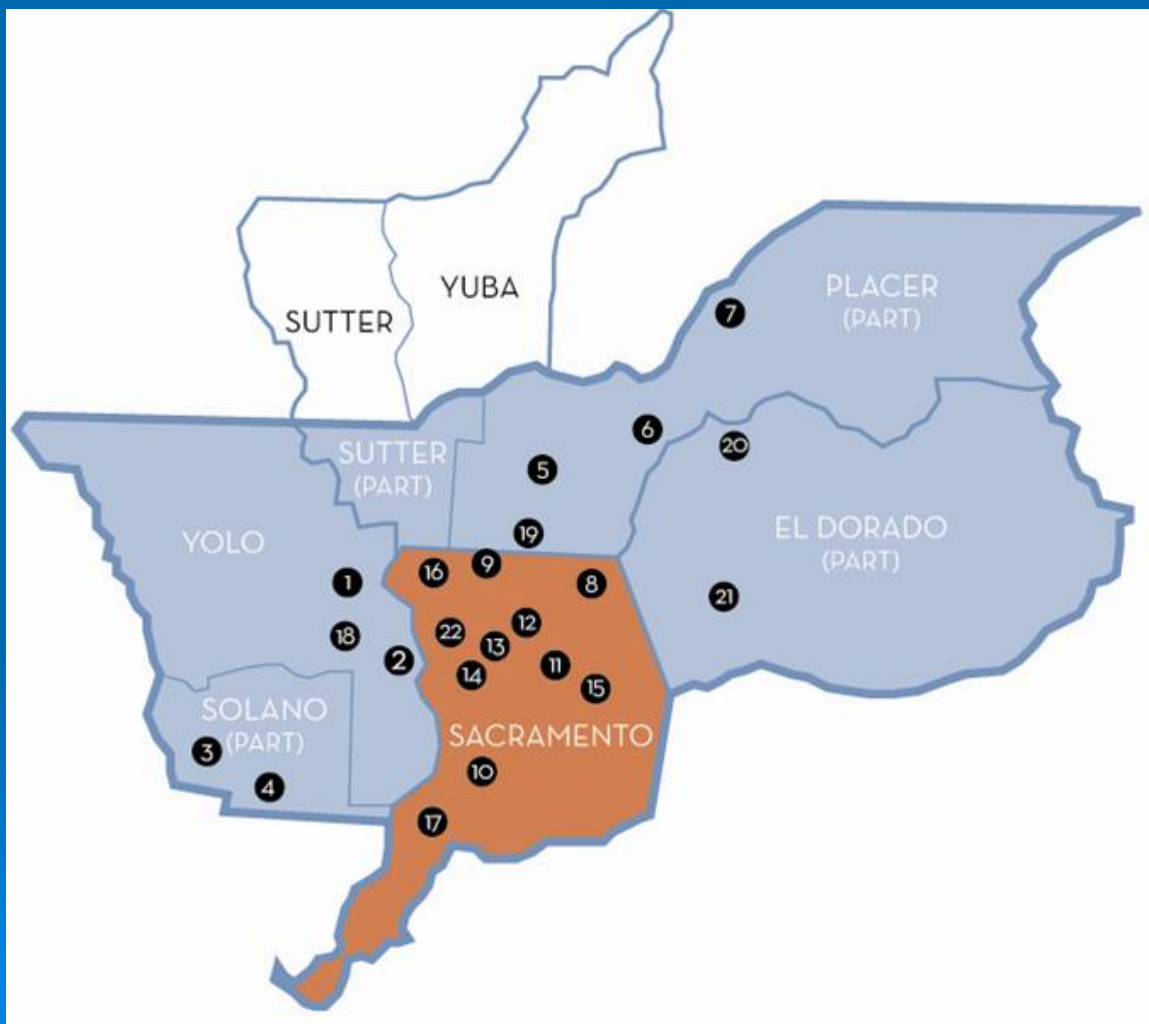 YUBA
SUTTER
PLACER
(PART)
7
6
20
SUTTER
(PART)
5
EL DORADO
(PART)
YOLO
19
9
16
8
1
21
12
22
18
13
2
11
14
15
SOLANO
(PART)
SACRAMENTO
3
10
4
17